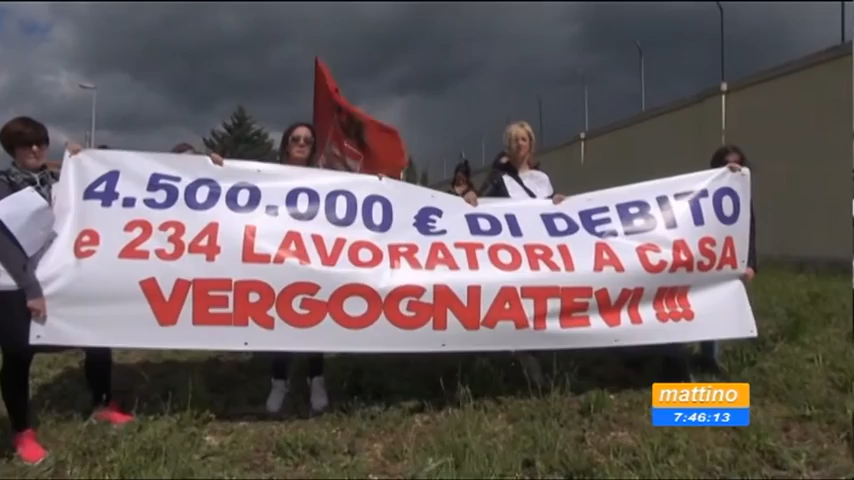 4.500.000 € DI DEBITO
e 234 LAVORATORI A CASA
VERGOGNATEVI !!!!
mattino
7:46:13